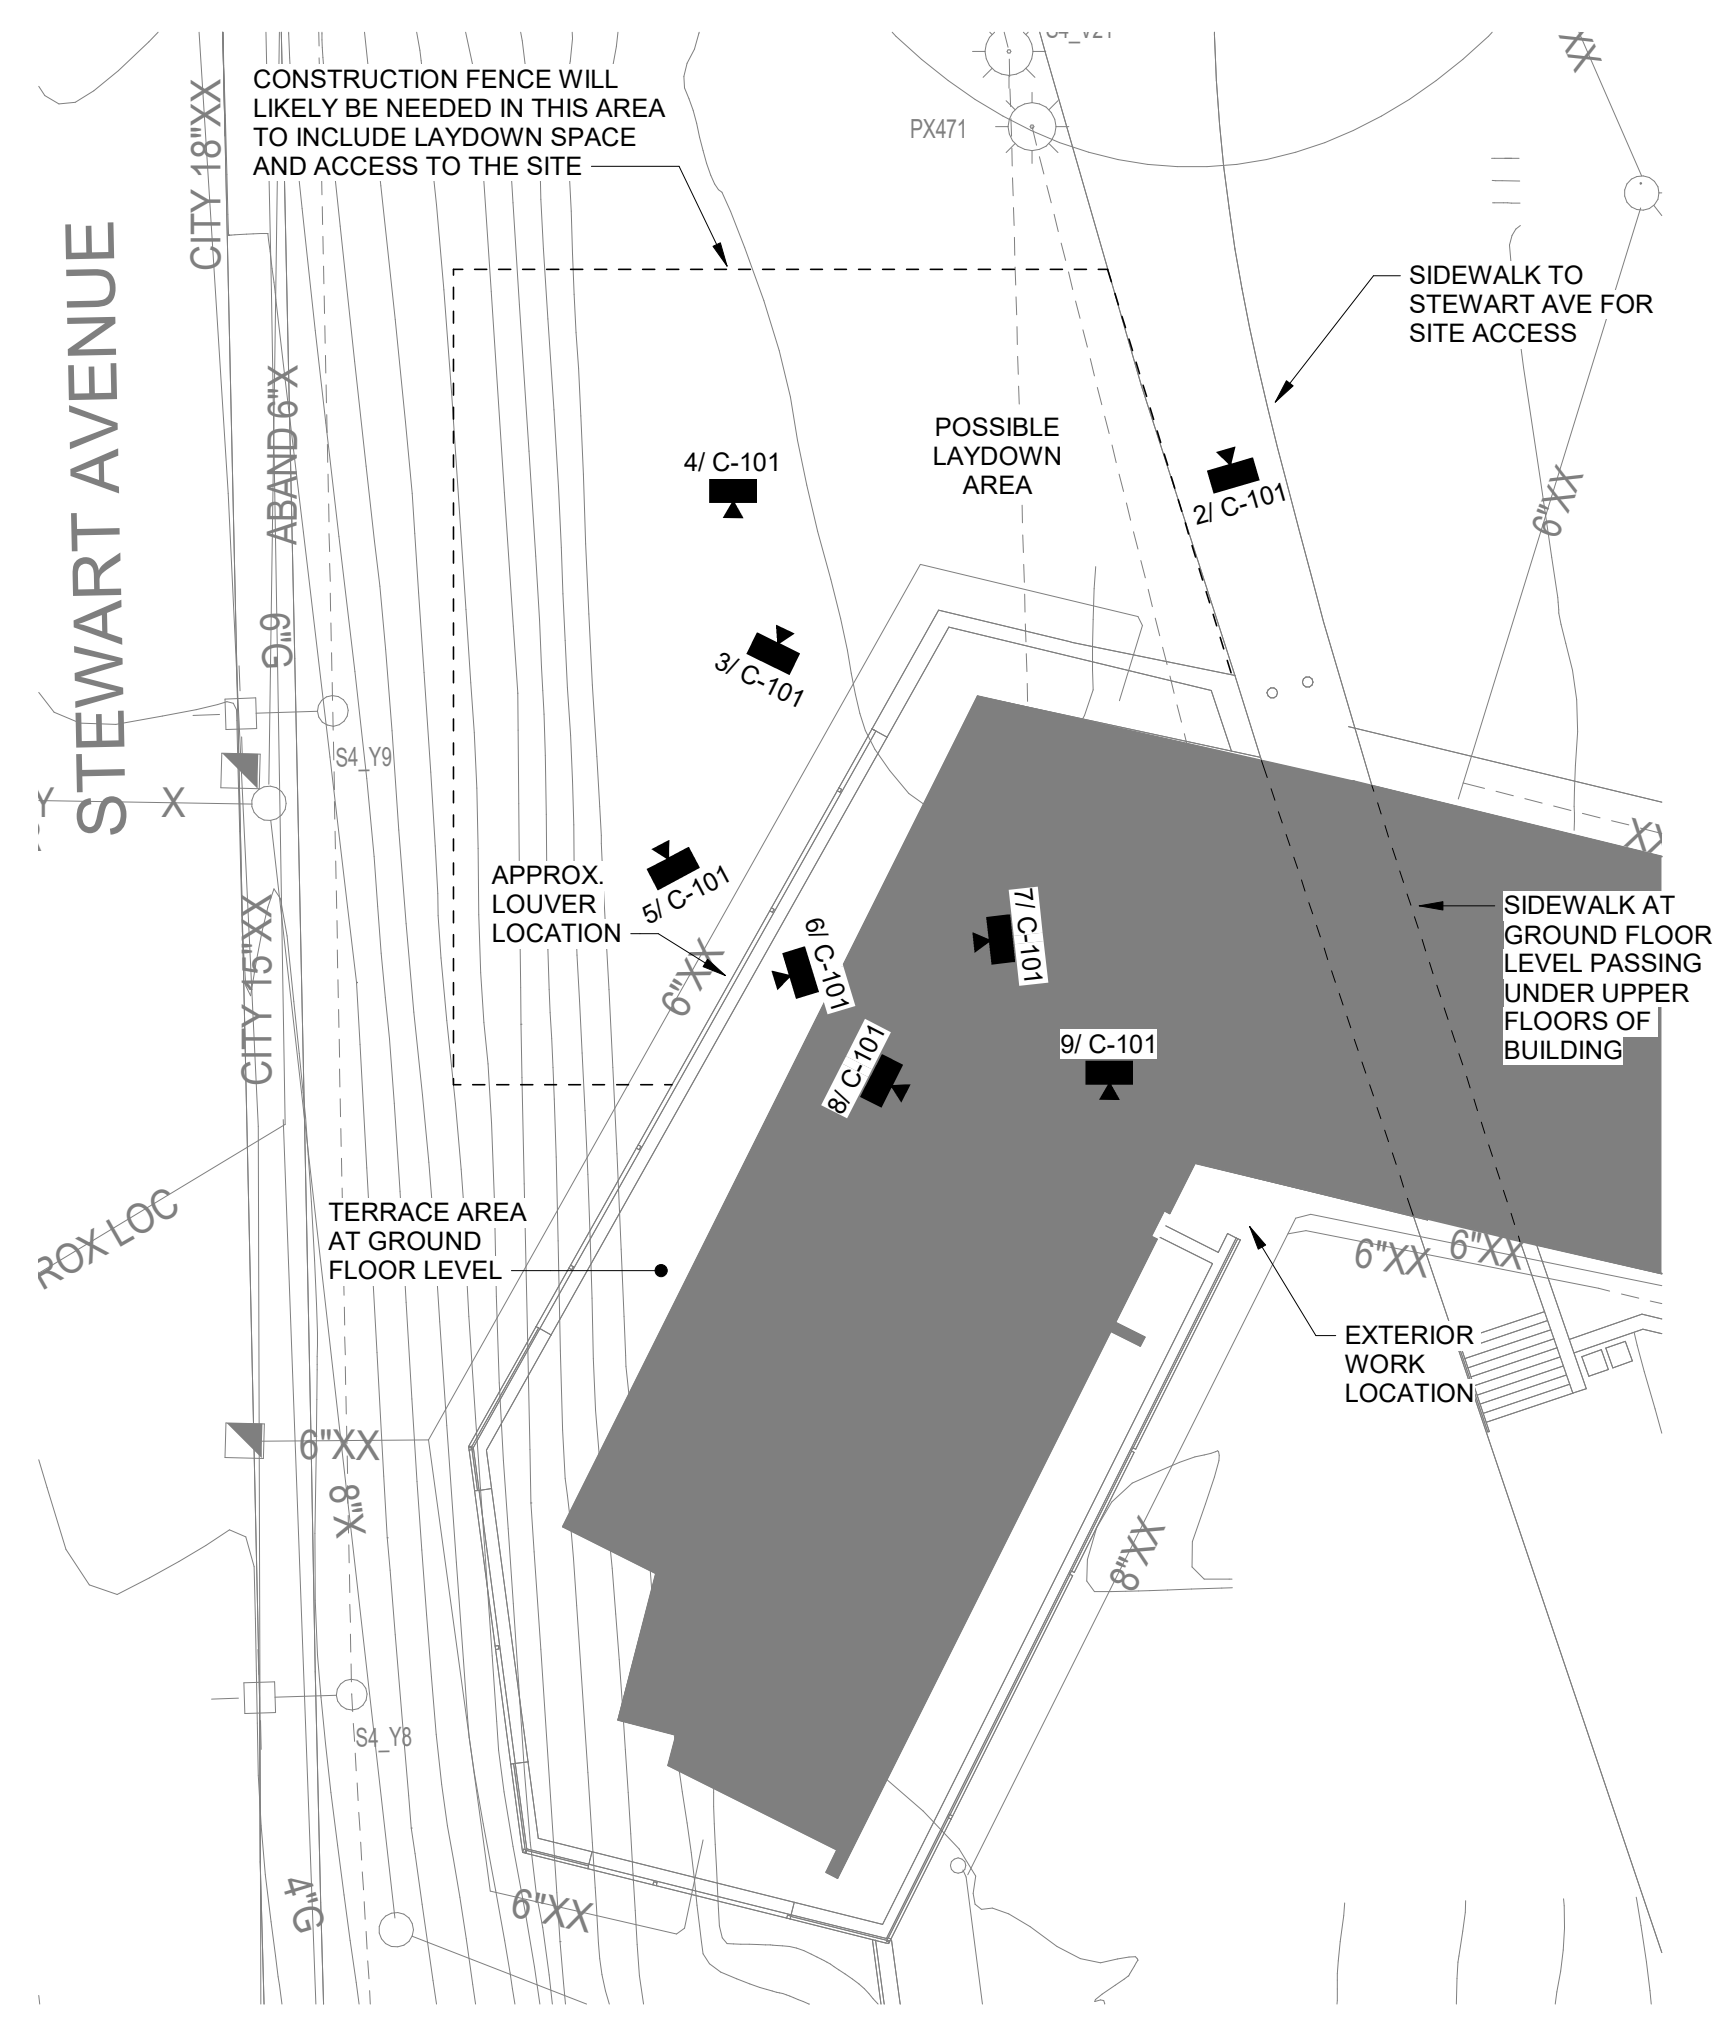 S4_V21
XX
CONSTRUCTION FENCE WILL
LIKELY BE NEEDED IN THIS AREA
TO INCLUDE LAYDOWN SPACE
AND ACCESS TO THE SITE
CITY 18"XX
PX471
STEWART AVENUE
SIDEWALK TO
STEWART AVE FOR
SITE ACCESS
ABAND 6"X
POSSIBLE
LAYDOWN
AREA
4/ C-101
2/ C-101
6"XX
6"G
3/ C-101
S4_Y9
Y
X
XX
5/ C-101
APPROX.
LOUVER
LOCATION
6"XX
6/ C-101
7/ C-101
SIDEWALK AT
GROUND FLOOR
LEVEL PASSING
UNDER UPPER
FLOORS OF
BUILDING
CITY 15"XX
8/ C-101
9/ C-101
ROX LOC
TERRACE AREA
AT GROUND
FLOOR LEVEL
6"XX
6"XX
EXTERIOR
WORK
LOCATION
6"XX
8"X
8"XX
S4_Y8
4"G
6"XX